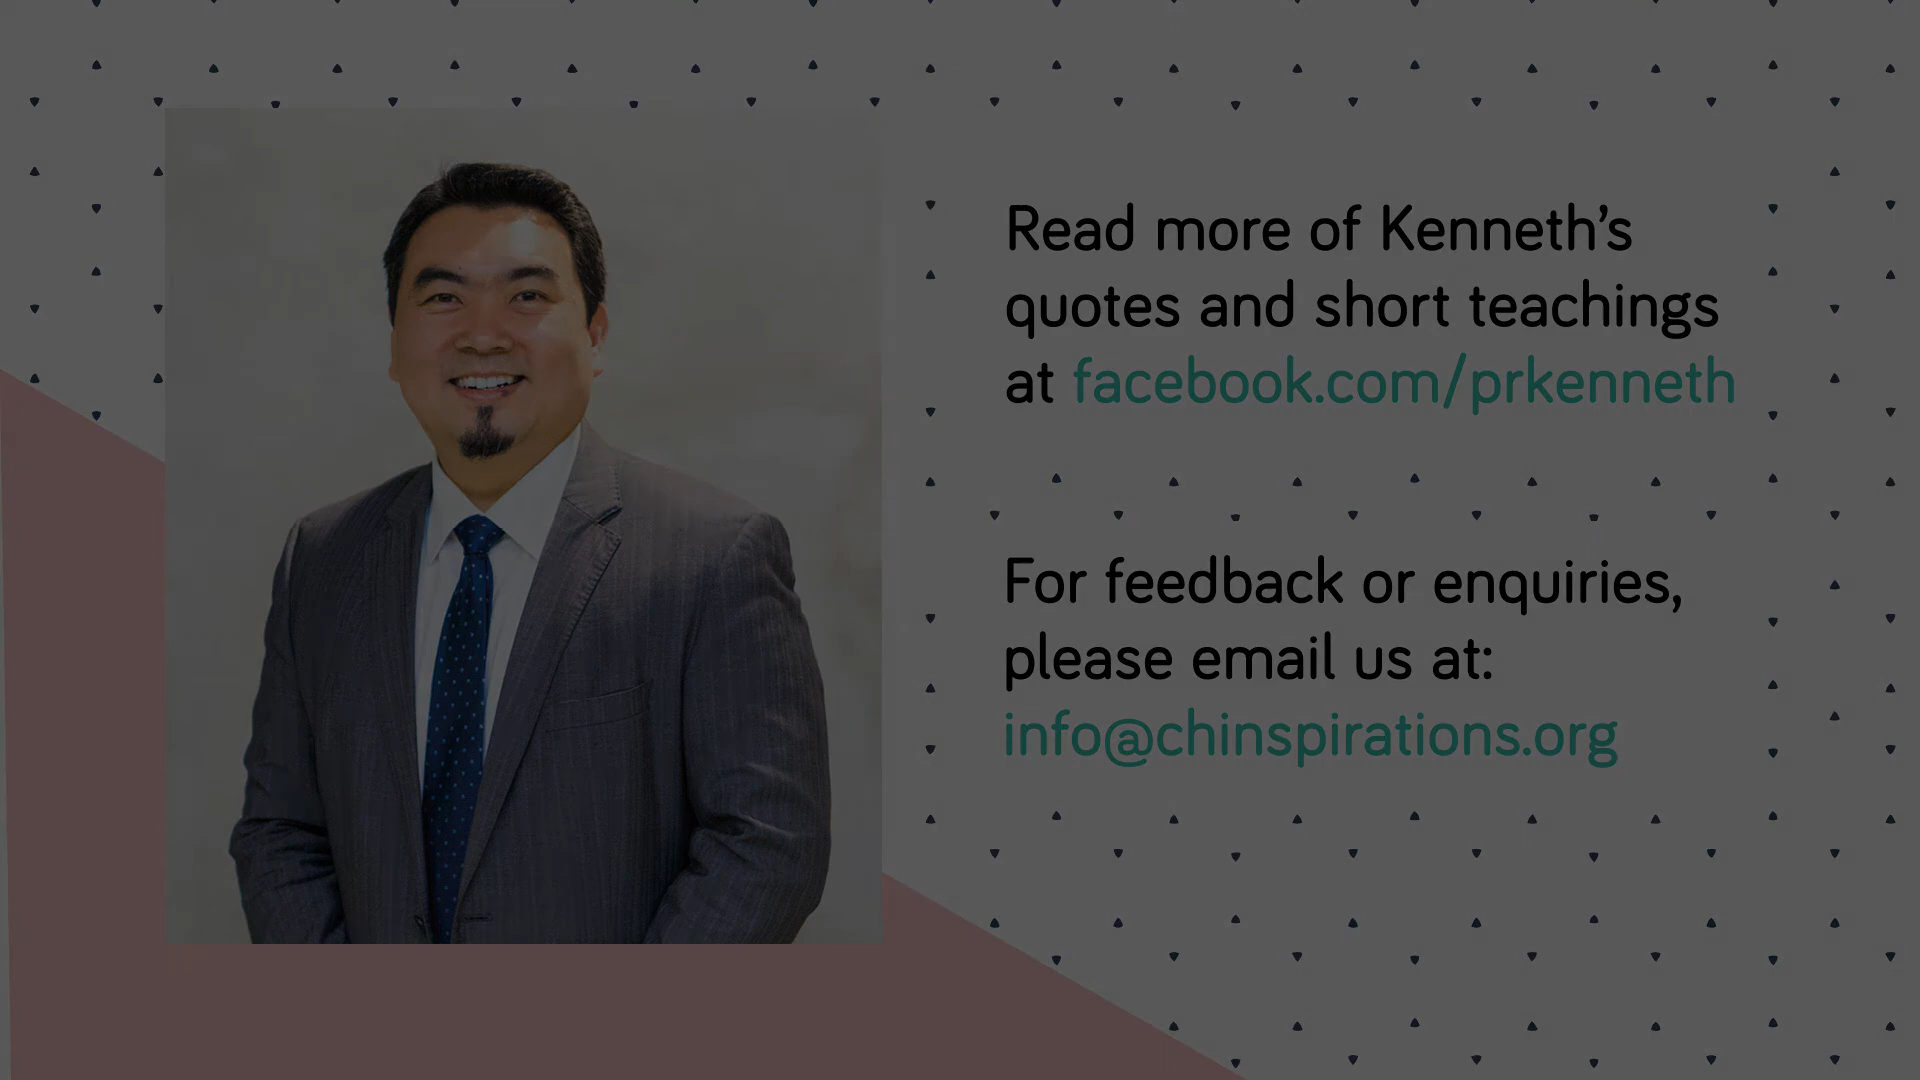 Read more of Kenneth’s
quotes and short teachings
at facebook.com/prkenneth
For feedback or enquiries,
please email us at:
info@chinspirations.org